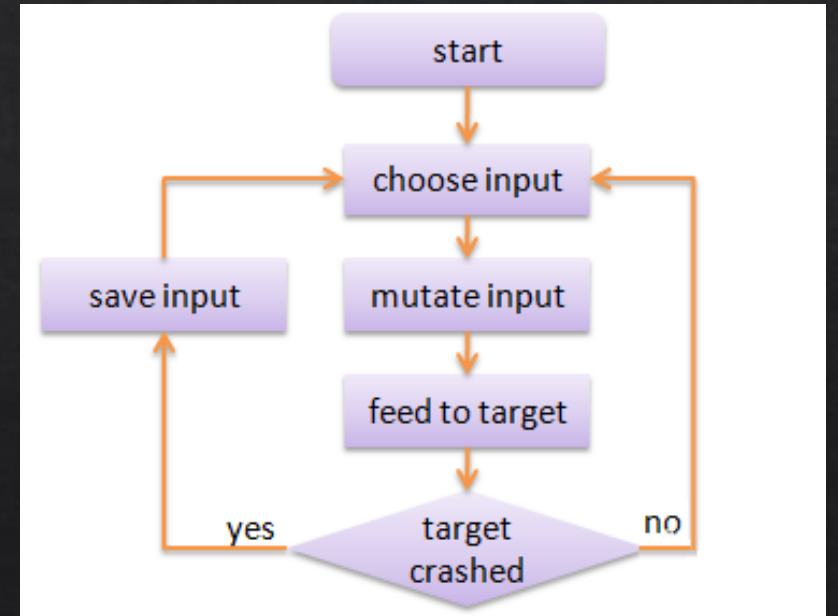 start
choose input
save input
mutate input
feed to target
yes
target
crashed
no